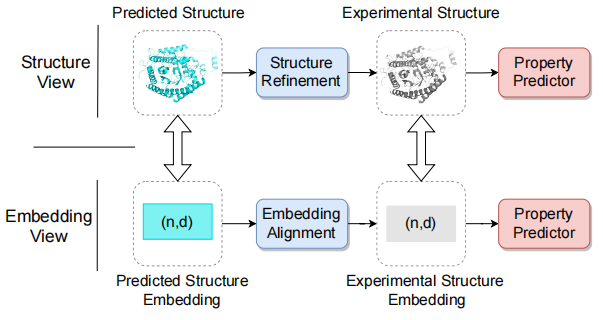 Predicted Structure
Experimental Structure
Structure
View
Structure
Refinement
Property
Predictor
Embedding
View
(n,d)
Embedding
Alignment
(n,d)
Property
Predictor
Predicted Structure
Embedding
Experimental Structure
Embedding